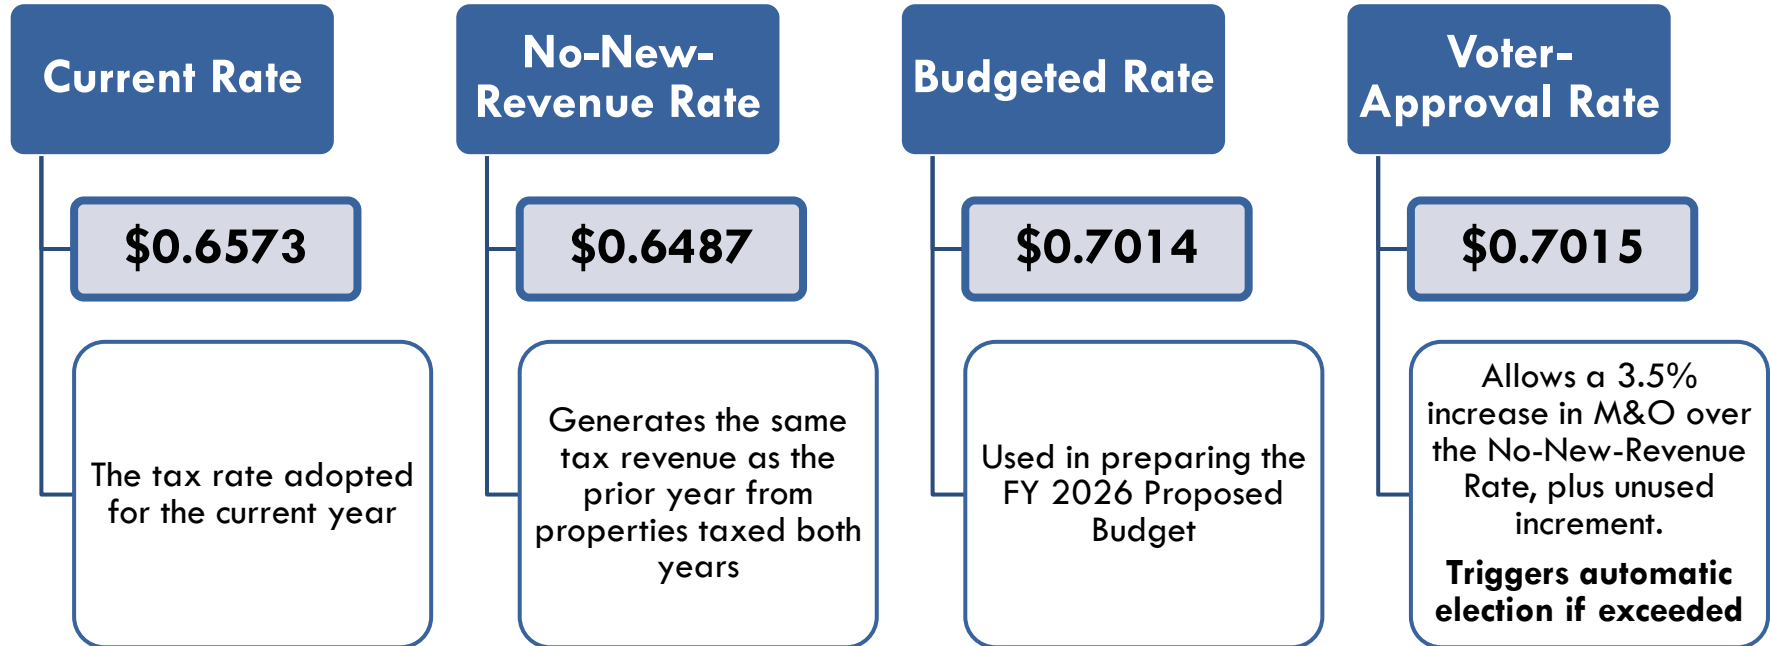 Current Rate
$0.6573
The tax rate adopted
for the current year
No-New-
Revenue Rate
$0.6487
Generates the same
tax revenue as the
prior year from
properties taxed both
years
Budgeted Rate
$0.7014
Used in preparing the
FY 2026 Proposed
Budget
Voter-
Approval Rate
$0.7015
Allows a 3.5%
increase in M&O over
the No-New-Revenue
Rate, plus unused
increment.
Triggers automatic
election if exceeded